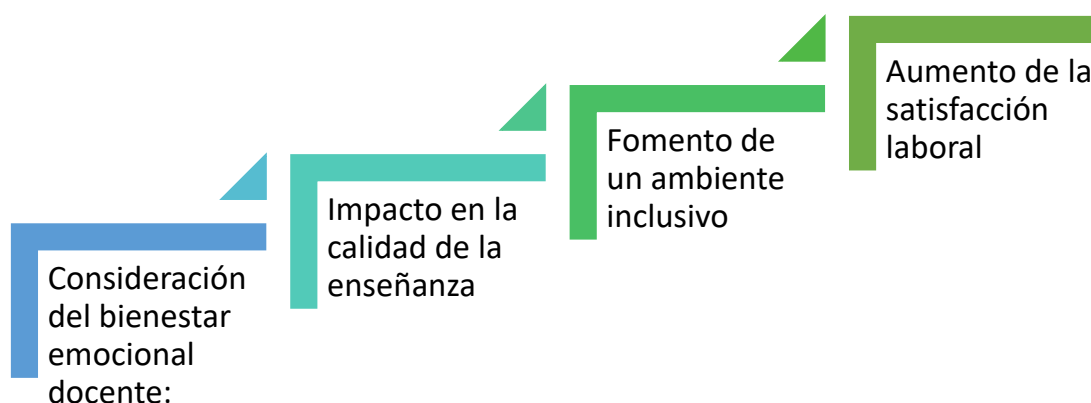 Consideración
del bienestar
emocional
docente:
Impacto en la
calidad de la
enseñanza
Fomento de
un ambiente
inclusivo
Aumento de la
satisfacción
laboral